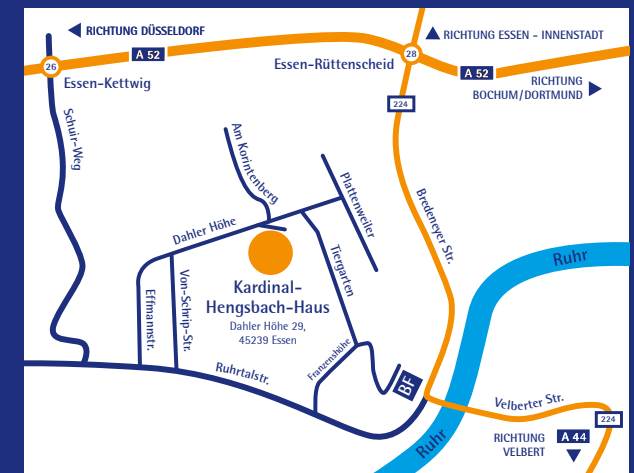 RICHTUNG DÜSSELDORF
RICHTUNG ESSEN - INNENSTADT
A 52
28
Essen-Rüttenscheid
26
Essen-Kettwig
A 52
RICHTUNG
BOCHUM/DORTMUND
224
Schuir-Weg
Am Korintenberg
Plattenweiler
Bredeneyer Str.
Dahler Höhe
Tiergarten
Ruhr
Effmannstr.
Von-Schrip-Str.
Kardinal-
Hengsbach-Haus
Dahler Höhe 29,
45239 Essen
Franzenshöhe
Ruhrtalstr.
BF
Velberter Str.
224
Ruhr
RICHTUNG
VELBERT
A 44